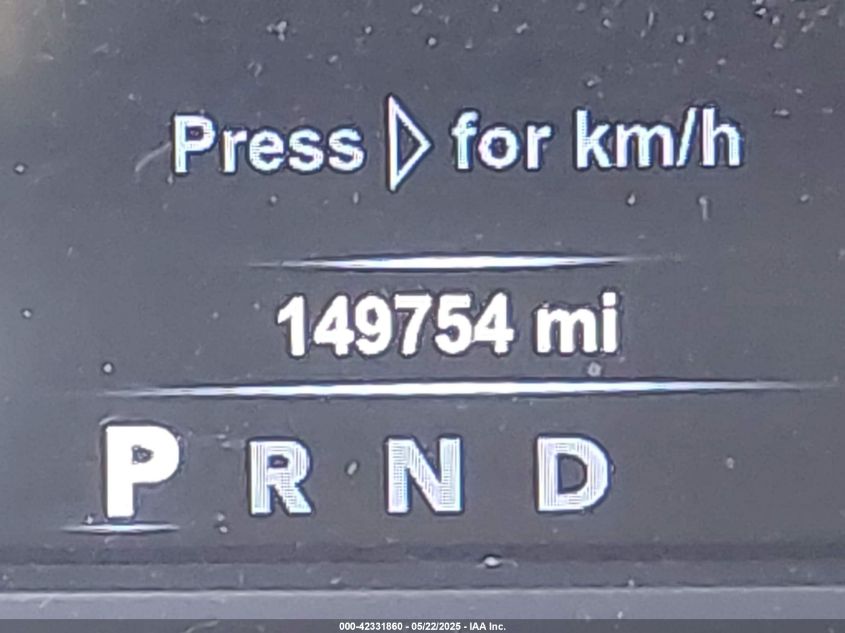 Press ▷ for km/h
149754 mi
P R N D
000-42331860 - 05/22/2025 - IAA Inc.